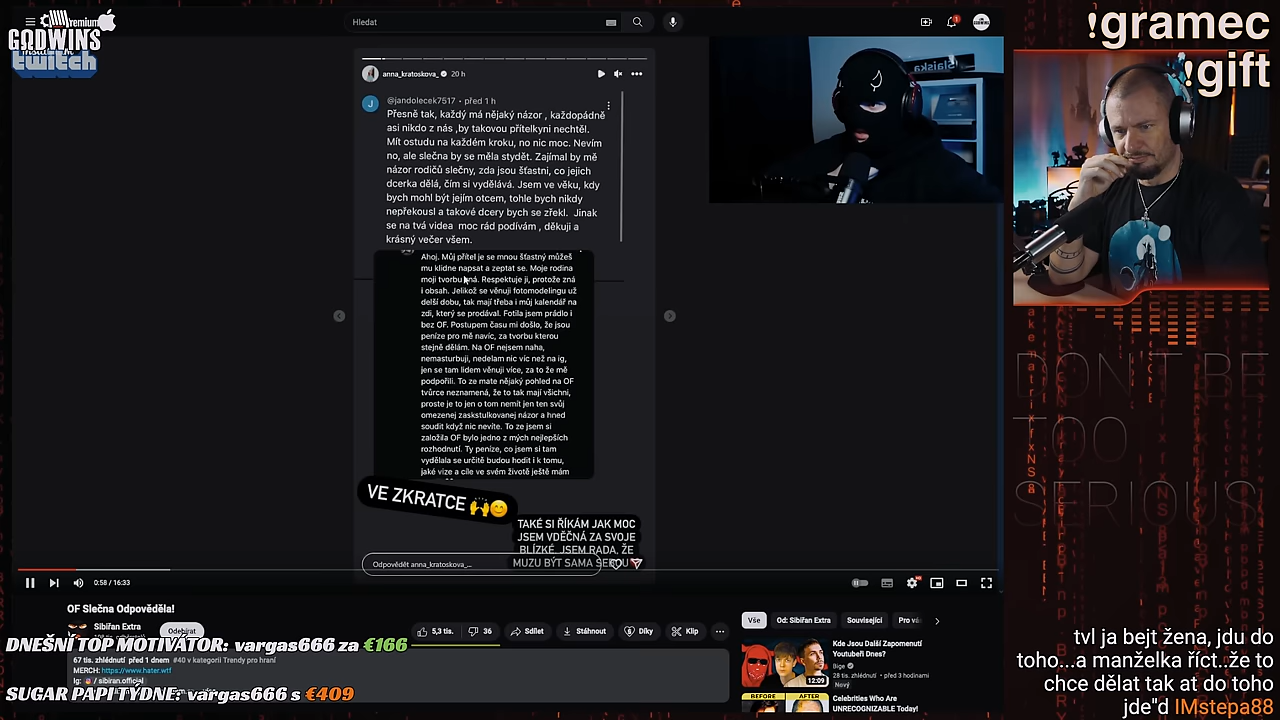 Premium
GODWINS
twitch
Hledat
!gramec
!gift
anna_kratoskova_ 20 h
@jandolecek7517 • před 1 h
Přesně tak, každý má nějaký názor , každopádně
asi nikdo z nás ,by takovou přítelkyni nechtěl.
Mít ostudu na každém kroku, no nic moc. Nevím
no, ale slečna by se měla stydět. Zajímal by mě
názor rodičů slečny, zda jsou šťastni, co jejich
dcerka dělá, čím si vydělává. Jsem ve věku, kdy
bych mohl být jejím otcem, tohle bych nikdy
nepřekousl a takové dcery bych se zřekl. Jinak
se na tvá videa moc rád podívám , děkuji a
krásný večer všem.
Ahoj. Můj přítel je se mnou šťastný můžeš
mu klidne napsat a zeptat se. Moje rodina
moji tvorbu zná. Respektuje ji, protože zná
i obsah. Jelikož se věnuji fotomodelingu už
delší dobu, tak mají třeba i můj kalendář na
zdi, který se prodával. Fotila jsem prádlo i
bez OF. Postupem času mi došlo, že jsou
peníze pro mě navíc, za tvorbu kterou
stejně dělám. Na OF nejsem naha,
nemasturbuji, nedelam nic víc než na ig,
jen se tam lidem věnuji více, za to že mě
podpořili. To ze mate nějaký pohled na OF
tvůrce neznamená, že to tak mají všichni,
proste je to jen o tom nemít jen ten svůj
omezenej zaskstulkovanej názor a hned
soudit když nic nevíte. To ze jsem si
založila OF bylo jedno z mých nejlepších
rozhodnutí. Ty peníze, co jsem si tam
vydělala se určitě budou hodit i k tomu,
jaké vize a cíle ve svém životě ještě mám
VE ZKRATCE 🙌😊
TAKÉ SI ŘÍKÁM JAK MOC
JSEM VDĚČNÁ ZA SVOJE
BLÍZKÉ. JSEM RADA, ŽE
MUZU BÝT SAMA SEBOU
Odpovědět anna_kratoskova_...
0:58 / 16:33
DON'T BE
TOO
SERIOUS
OF Slečna Odpověděla!
Sibiřan Extra
Odebírat
5,3 tis. 36 Sdílet Stáhnout Díky Klip
DNEŠNÍ TOP MOTIVÁTOR: vargas666 za €166
67 tis. zhlédnutí před 1 dnem #40 v kategorii Trendy pro hraní
MERCH: https://www.hater.wtf
Ig: / sibiran.official
SUGAR PAPI TÝDNE: vargas666 s €409
Vše Od: Sibiřan Extra Související Pro vás
Kde Jsou Další Zapomenutí
Youtubeři Dnes?
Bige
28 tis. zhlédnutí • před 3 hodinami
Nový
12:09
BEFORE AFTER
Celebrities Who Are
UNRECOGNIZABLE Today!
tvl ja bejt žena, jdu do
toho...a manželka říct..že to
chce dělat tak at do toho
jde"d IMstepa88